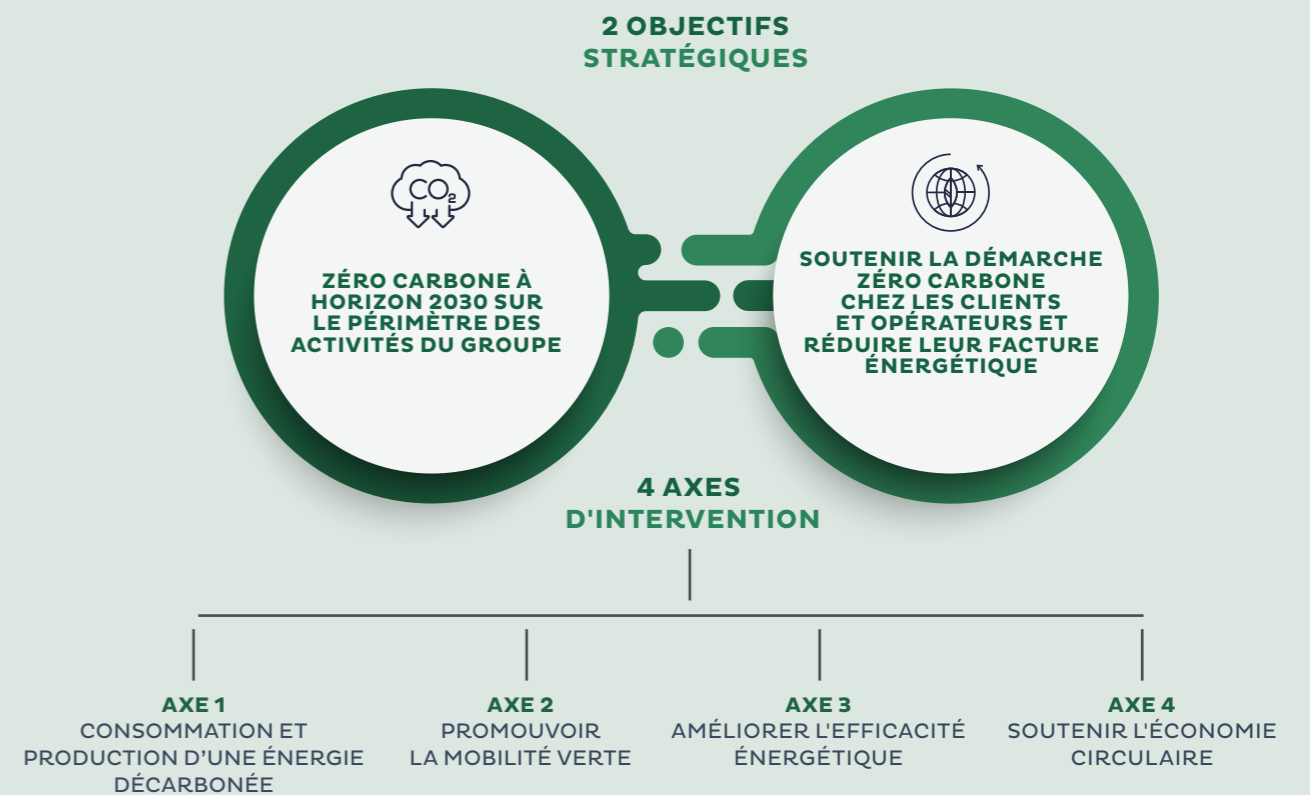 2 OBJECTIFS
STRATÉGIQUES
CO₂
ZÉRO CARBONE À
HORIZON 2030 SUR
LE PÉRIMÈTRE DES
ACTIVITÉS DU GROUPE
SOUTENIR LA DÉMARCHE
ZÉRO CARBONE
CHEZ LES CLIENTS
ET OPÉRATEURS ET
RÉDUIRE LEUR FACTURE
ÉNERGÉTIQUE
4 AXES
D'INTERVENTION
AXE 1
CONSOMMATION ET
PRODUCTION D’UNE ÉNERGIE
DÉCARBONÉE
AXE 2
PROMOUVOIR
LA MOBILITÉ VERTE
AXE 3
AMÉLIORER L'EFFICACITÉ
ÉNERGÉTIQUE
AXE 4
SOUTENIR L'ÉCONOMIE
CIRCULAIRE